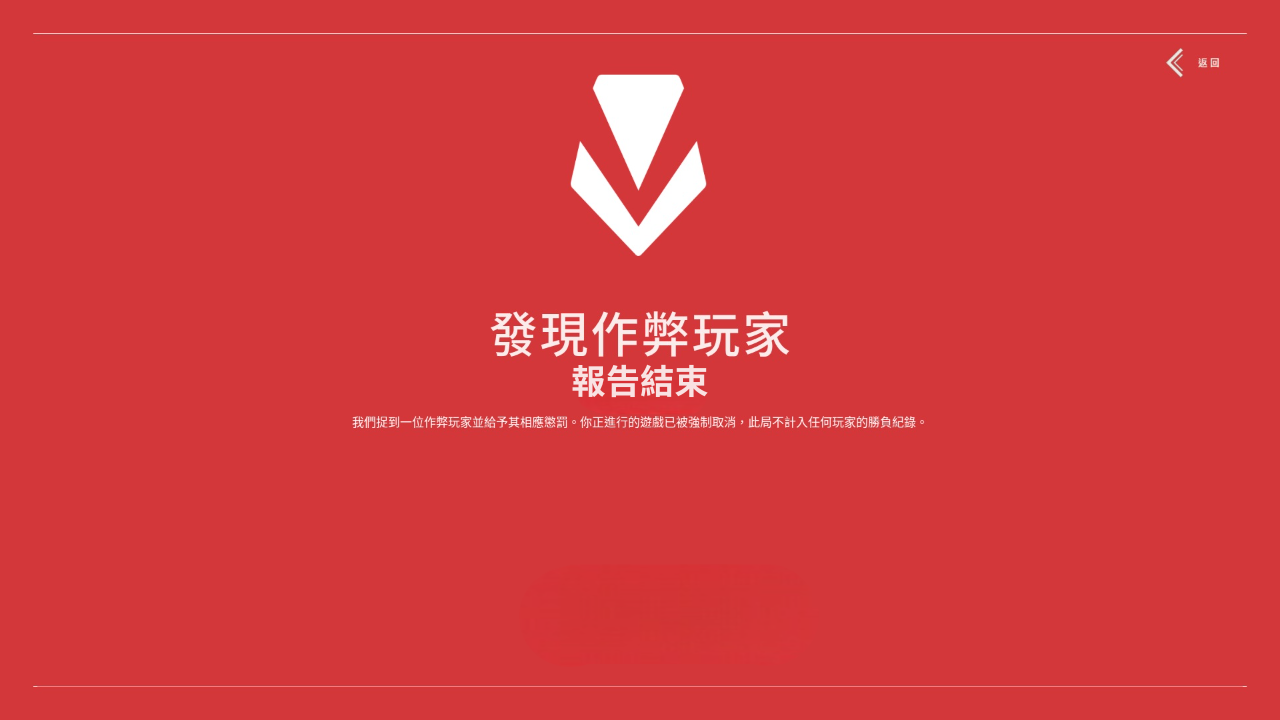 返回
發現作弊玩家
報告結束
我們捉到一位作弊玩家並給予其相應懲罰。你正進行的遊戲已被強制取消，此局不計入任何玩家的勝負紀錄。